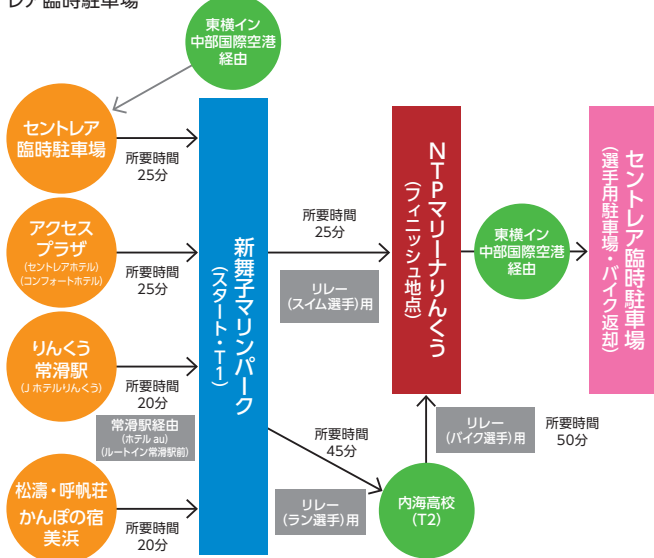 レア臨時駐車場
東横イン
中部国際空港
経由
セントレア
臨時駐車場
所要時間
25分
アクセス
プラザ
(セントレアホテル)
(コンフォートホテル)
所要時間
25分
りんくう
常滑駅
(Jホテルりんくう)
所要時間
20分
常滑駅経由
(ホテル au)
(ルートイン常滑駅前)
松濤・呼帆荘
かんぽの宿
美浜
所要時間
20分
新舞子マリンパーク
(スタート・T1)
所要時間
25分
リレー
(スイム選手)用
所要時間
45分
リレー
(ラン選手)用
内海高校
(T2)
リレー
(バイク選手)用
所要時間
50分
NTPマリーナりんくう
(フィニッシュ地点)
東横イン
中部国際空港
経由
セントレア臨時駐車場
(選手用駐車場・バイク返却)